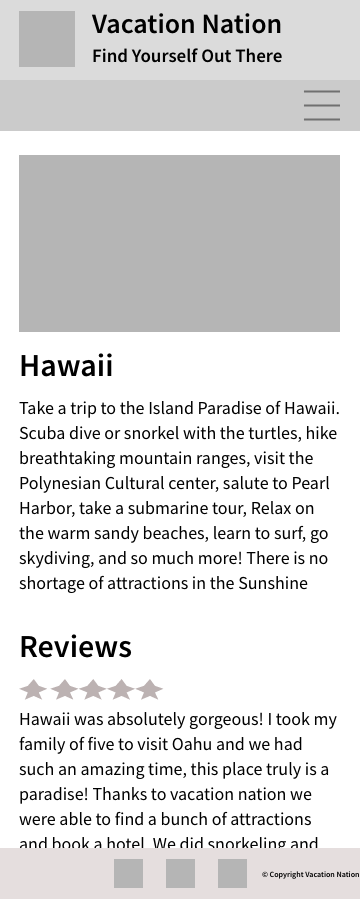 Vacation Nation
Find Yourself Out There
Hawaii
Take a trip to the Island Paradise of Hawaii.
Scuba dive or snorkel with the turtles, hike
breathtaking mountain ranges, visit the
Polynesian Cultural center, salute to Pearl
Harbor, take a submarine tour, Relax on
the warm sandy beaches, learn to surf, go
skydiving, and so much more! There is no
shortage of attractions in the Sunshine
Reviews
Hawaii was absolutely gorgeous! I took my
family of five to visit Oahu and we had
such an amazing time, this place truly is a
paradise! Thanks to vacation nation we
were able to find a bunch of attractions
and book a hotel. We did snorkeling and
© Copyright Vacation Nation